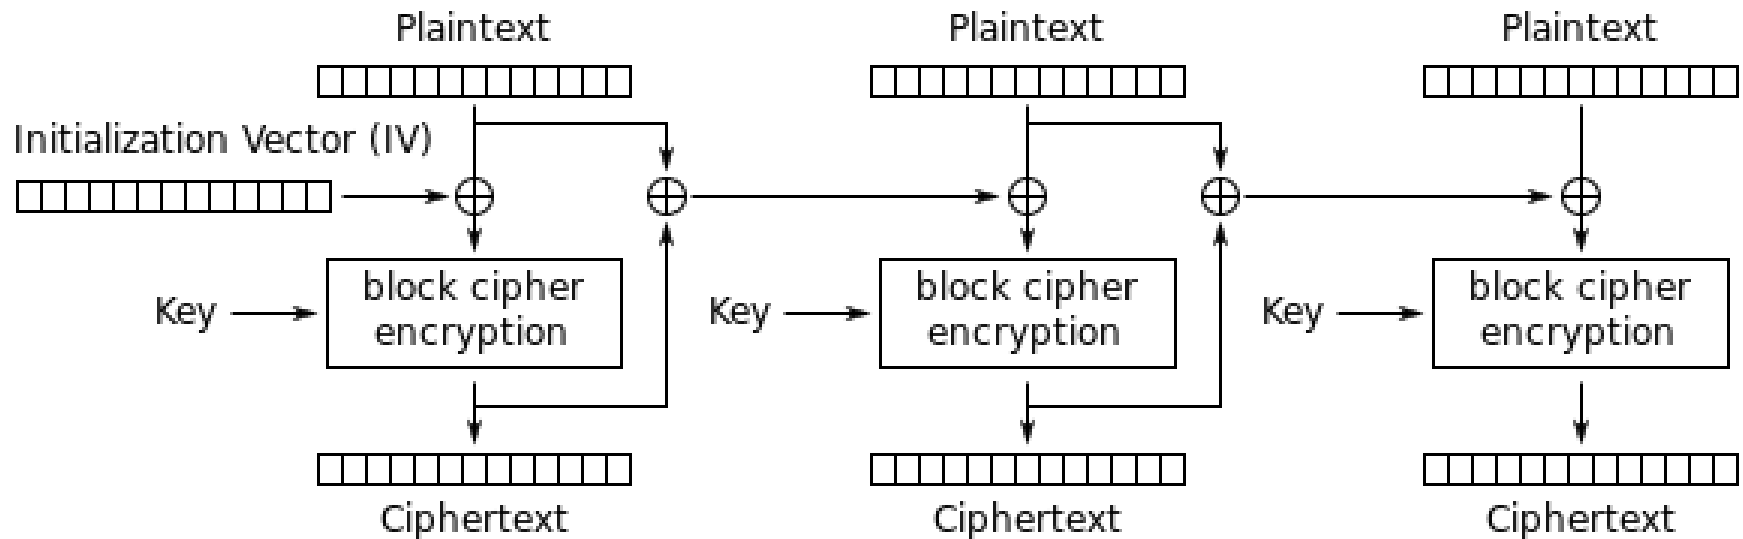 Plaintext
Plaintext
Plaintext
Initialization Vector (IV)
Key
block cipher
encryption
Key
block cipher
encryption
Key
block cipher
encryption
Ciphertext
Ciphertext
Ciphertext